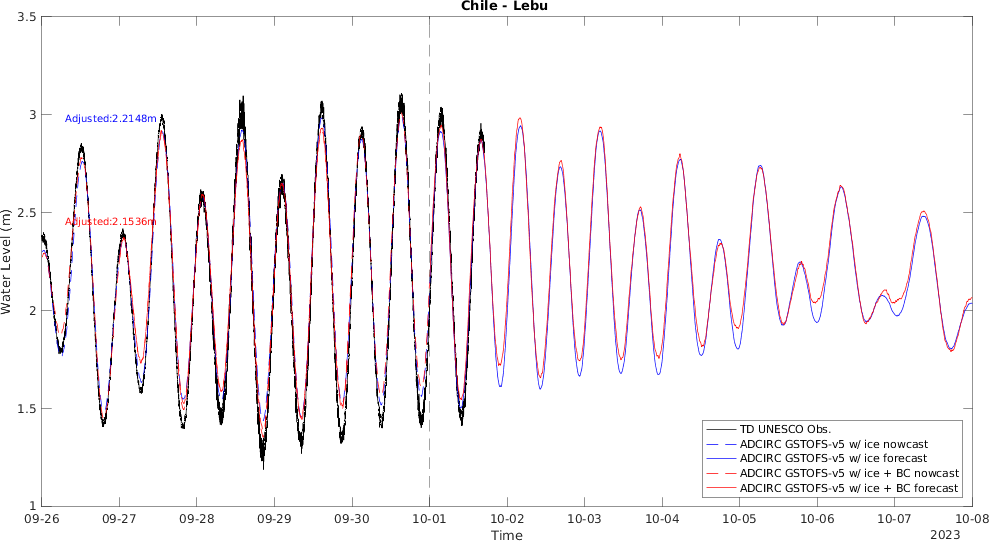 Chile - Lebu
3.5
3
2.5
2
1.5
1
Water Level (m)
Adjusted:2.2148m
Adjusted:2.1536m
TD UNESCO Obs.
ADCIRC GSTOFS-v5 w/ ice nowcast
ADCIRC GSTOFS-v5 w/ ice forecast
ADCIRC GSTOFS-v5 w/ ice + BC nowcast
ADCIRC GSTOFS-v5 w/ ice + BC forecast
09-26 09-27 09-28 09-29 09-30 10-01 10-02 10-03 10-04 10-05 10-06 10-07 10-08
Time
2023